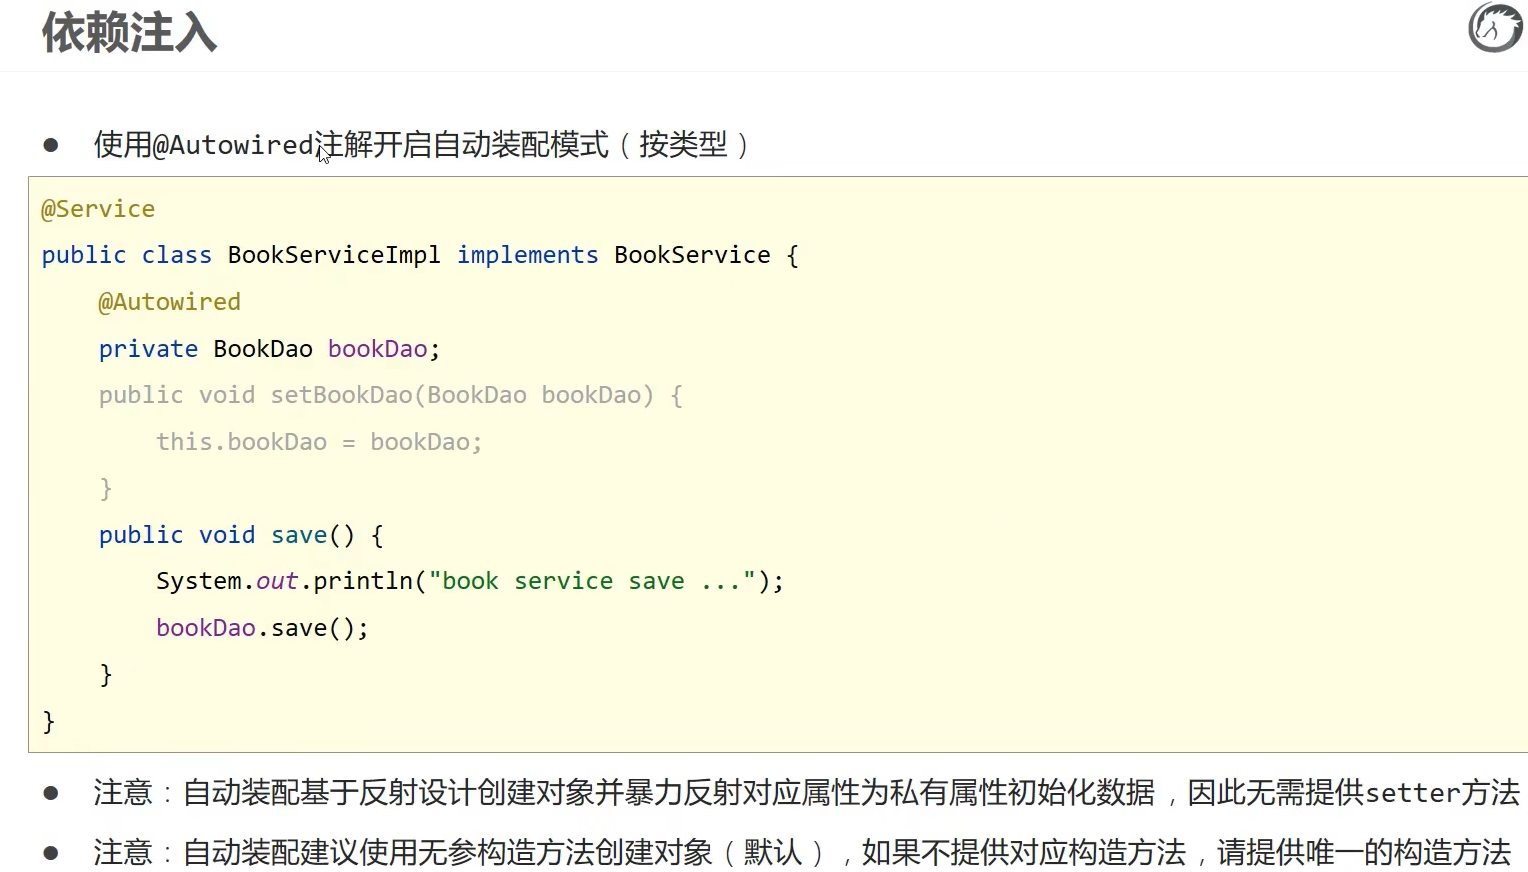 依赖注入
使用@Autowired注解开启自动装配模式（按类型）
@Service
public class BookServiceImpl implements BookService {
@Autowired
private BookDao bookDao;
public void setBookDao(BookDao bookDao) {
this.bookDao = bookDao;
}
public void save() {
System.out.println("book service save ...");
bookDao.save();
}
}
注意：自动装配基于反射设计创建对象并暴力反射对应属性为私有属性初始化数据，因此无需提供setter方法
注意：自动装配建议使用无参构造方法创建对象（默认），如果不提供对应构造方法，请提供唯一的构造方法